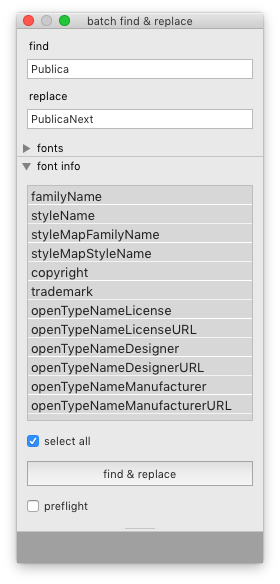 batch find & replace
find
Publica
replace
PublicaNext
fonts
font info
familyName
styleName
styleMapFamilyName
styleMapStyleName
copyright
trademark
openTypeNameLicense
openTypeNameLicenseURL
openTypeNameDesigner
openTypeNameDesignerURL
openTypeNameManufacturer
openTypeNameManufacturerURL
select all
find & replace
preflight